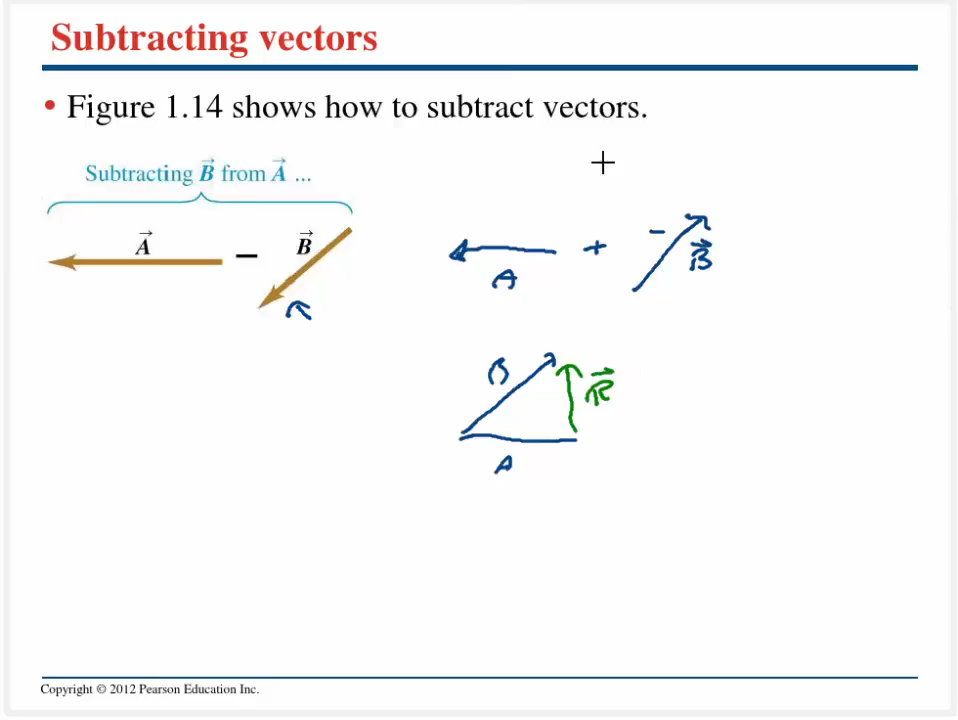 Subtracting vectors
• Figure 1.14 shows how to subtract vectors.
Subtracting B⃗ from A⃗ ...
A⃗ − B⃗
A + −B⃗
B R⃗
A
Copyright © 2012 Pearson Education Inc.